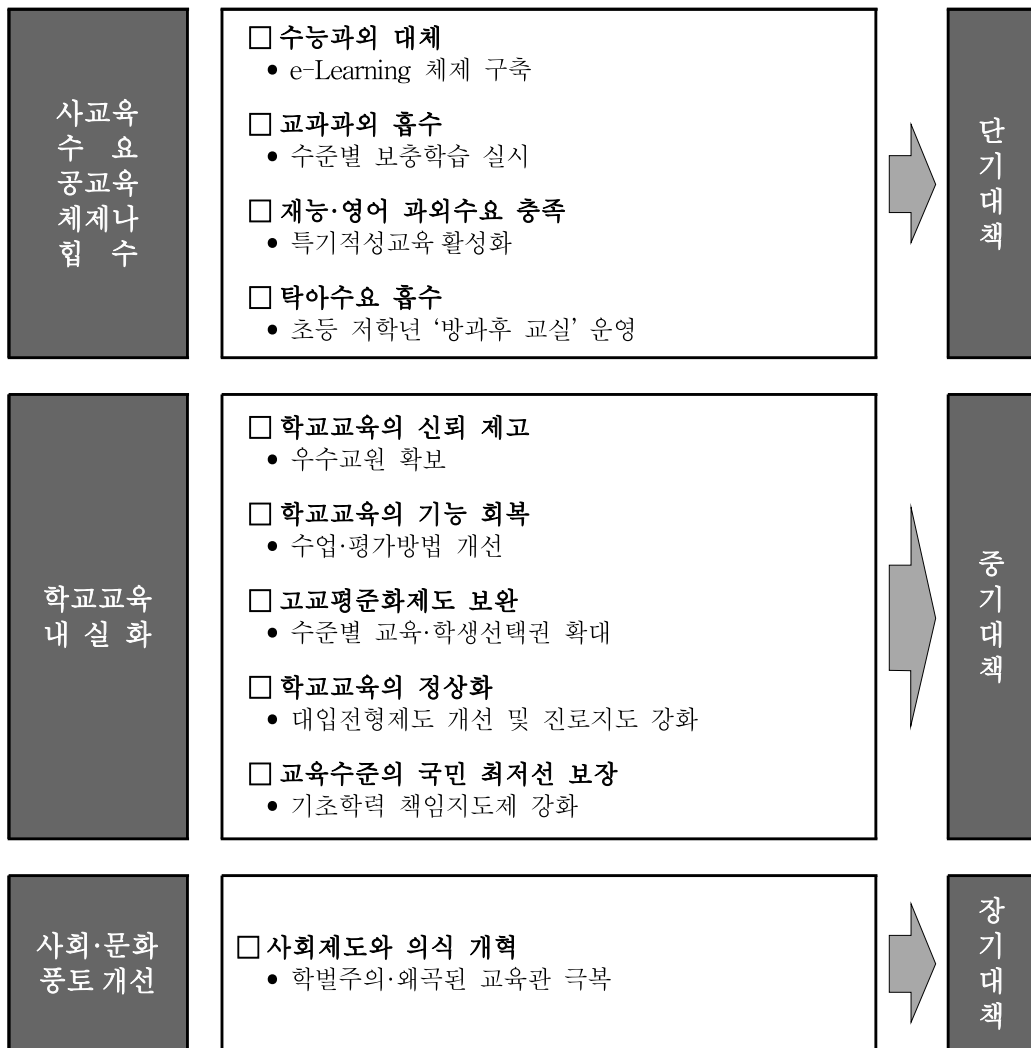 사교육
수 요
공교육
체제나
힙 수
□ 수능과외 대체
• e-Learning 체제 구축
□ 교과과외 흡수
• 수준별 보충학습 실시
□ 재능·영어 과외수요 충족
• 특기적성교육 활성화
□ 탁아수요 흡수
• 초등 저학년 ‘방과후 교실’ 운영
단
기
대
책
학교교육
내 실 화
□ 학교교육의 신뢰 제고
• 우수교원 확보
□ 학교교육의 기능 회복
• 수업·평가방법 개선
□ 고교평준화제도 보완
• 수준별 교육·학생선택권 확대
□ 학교교육의 정상화
• 대입전형제도 개선 및 진로지도 강화
□ 교육수준의 국민 최저선 보장
• 기초학력 책임지도제 강화
중
기
대
책
사회·문화
풍토 개선
□ 사회제도와 의식 개혁
• 학벌주의·왜곡된 교육관 극복
장
기
대
책